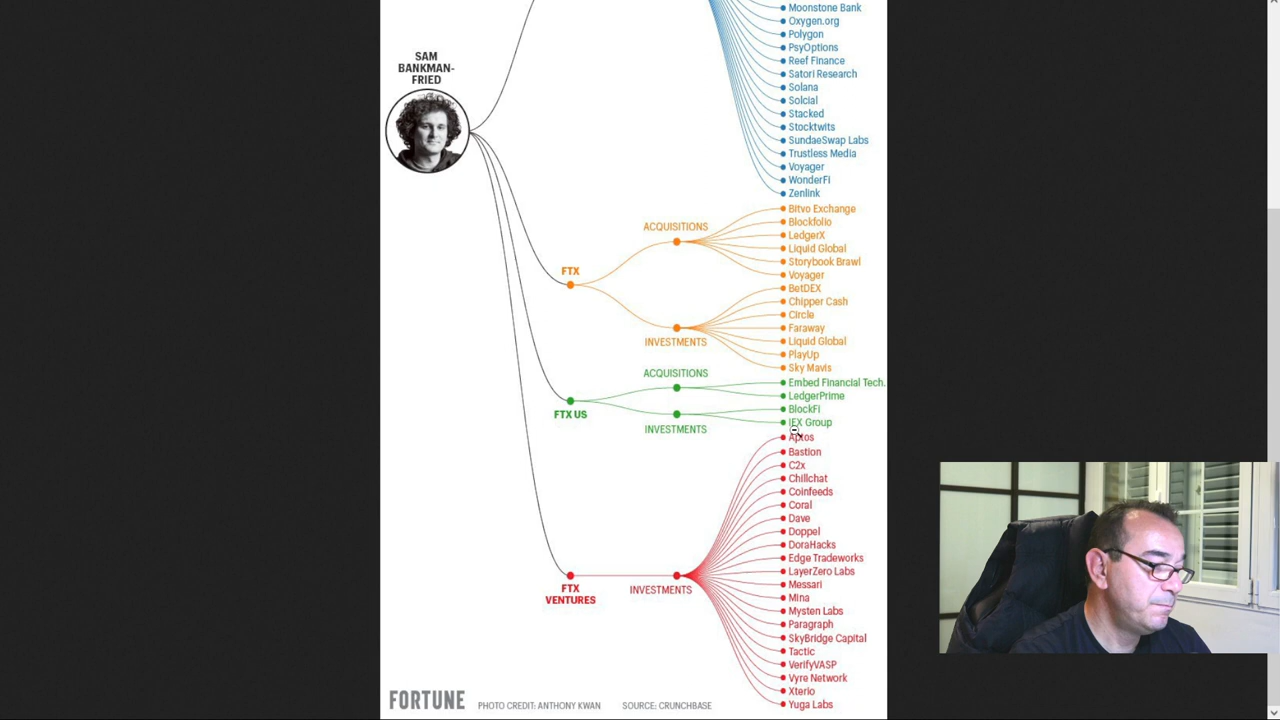 Moonstone Bank
Oxygen.org
Polygon
PsyOptions
Reef Finance
Satori Research
Solana
Solcial
Stacked
Stocktwits
SundaeSwap Labs
Trustless Media
Voyager
WonderFi
Zenlink
SAM
BANKMAN-
FRIED
FTX
ACQUISITIONS
Bitvo Exchange
Blockfolio
LedgerX
Liquid Global
Storybook Brawl
Voyager
INVESTMENTS
BetDEX
Chipper Cash
Circle
Faraway
Liquid Global
PlayUp
Sky Mavis
FTX US
ACQUISITIONS
Embed Financial Tech.
LedgerPrime
INVESTMENTS
BlockFi
IEX Group
FTX
VENTURES
INVESTMENTS
Aptos
Bastion
C2x
Chillchat
Coinfeeds
Coral
Dave
Doppel
DoraHacks
Edge Tradeworks
LayerZero Labs
Messari
Mina
Mysten Labs
Paragraph
SkyBridge Capital
Tactic
VerifyVASP
Vyre Network
Xterio
Yuga Labs
FORTUNE PHOTO CREDIT: ANTHONY KWAN SOURCE: CRUNCHBASE